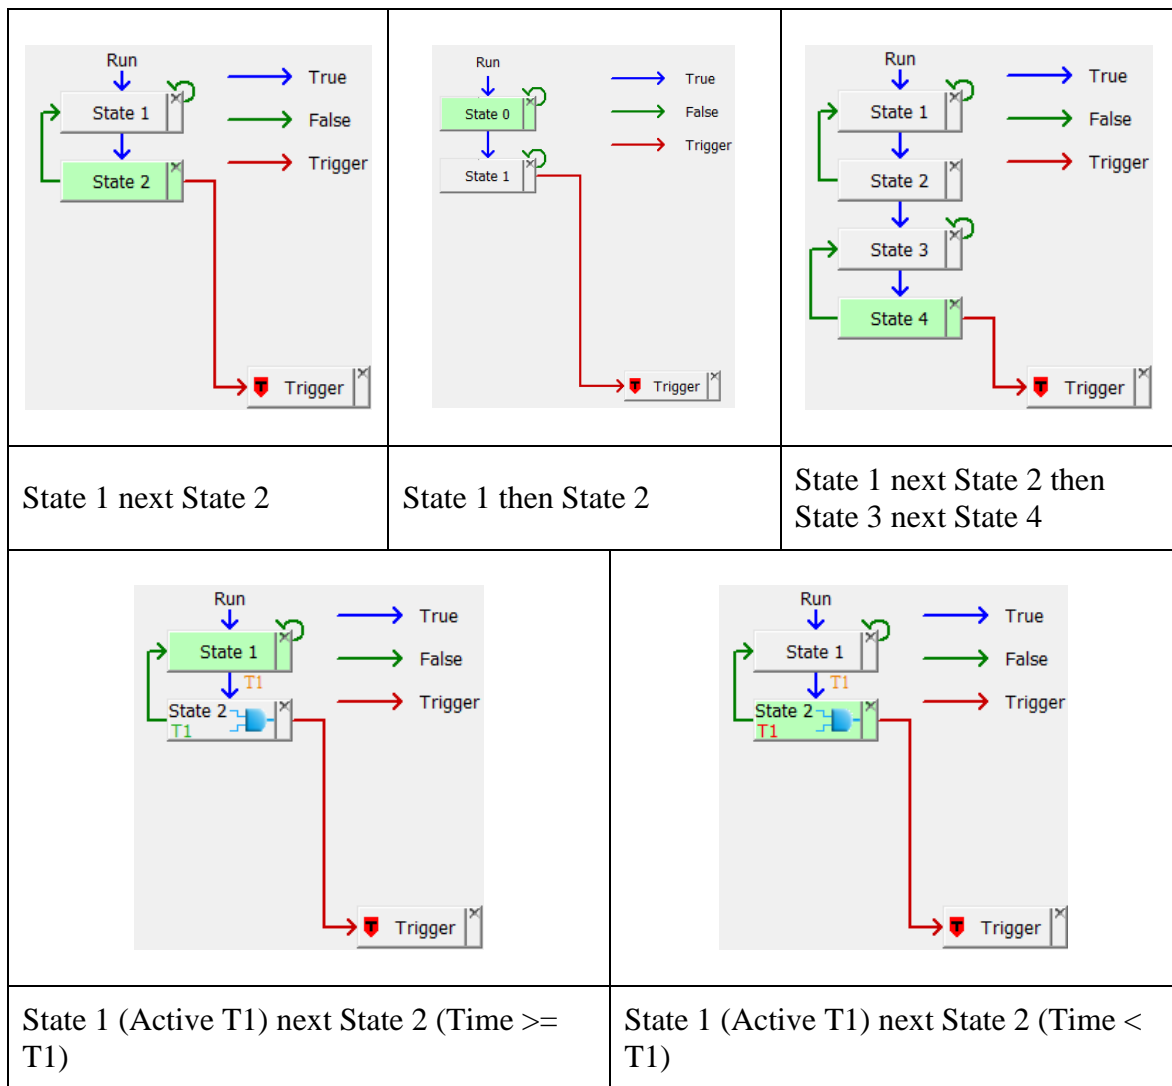 Run
True
State 1
False
State 2
Trigger
Trigger
Run
True
State 0
False
Trigger
State 1
Trigger
Run
True
State 1
False
Trigger
State 2
State 3
State 4
Trigger
State 1 next State 2
State 1 then State 2
State 1 next State 2 then
State 3 next State 4
Run
True
State 1
False
T1
Trigger
State 2
T1
Trigger
Run
True
State 1
False
T1
Trigger
State 2
T1
Trigger
State 1 (Active T1) next State 2 (Time >=
T1)
State 1 (Active T1) next State 2 (Time <
T1)